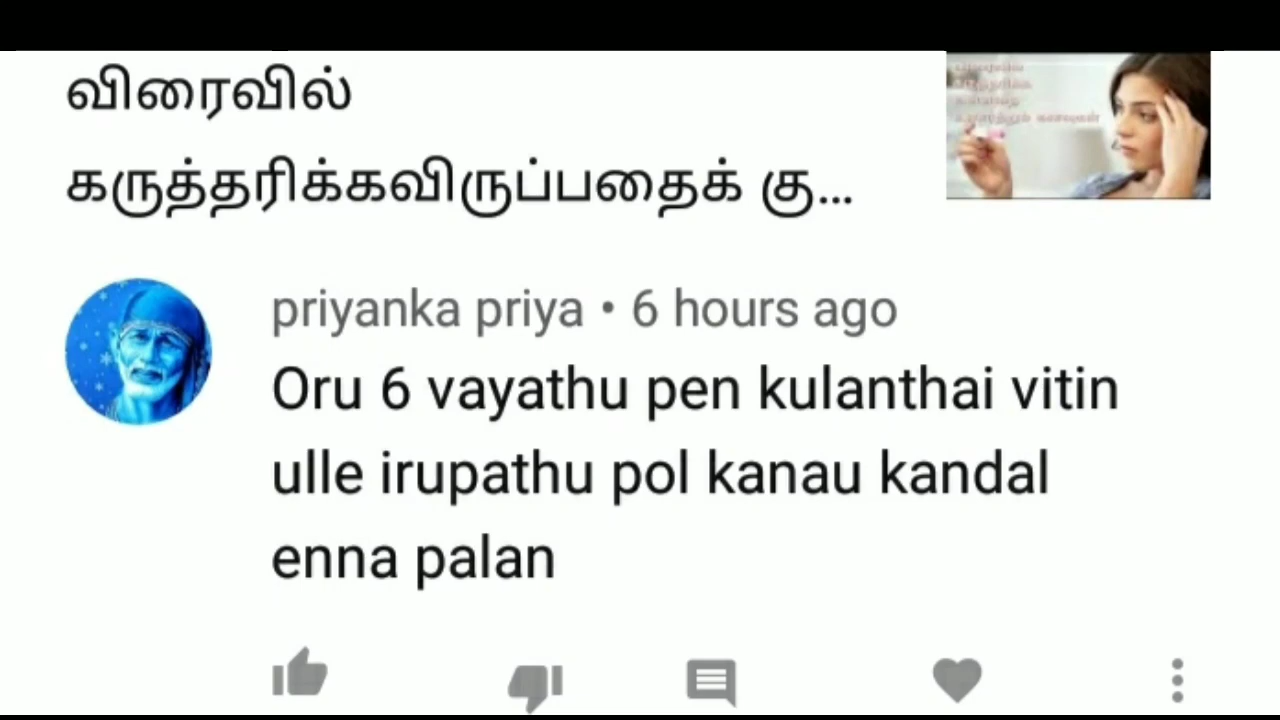 விரைவில்
கருத்தரிக்கவிருப்பதைக் கு...
priyanka priya • 6 hours ago
Oru 6 vayathu pen kulanthai vitin
ulle irupathu pol kanau kandal
enna palan